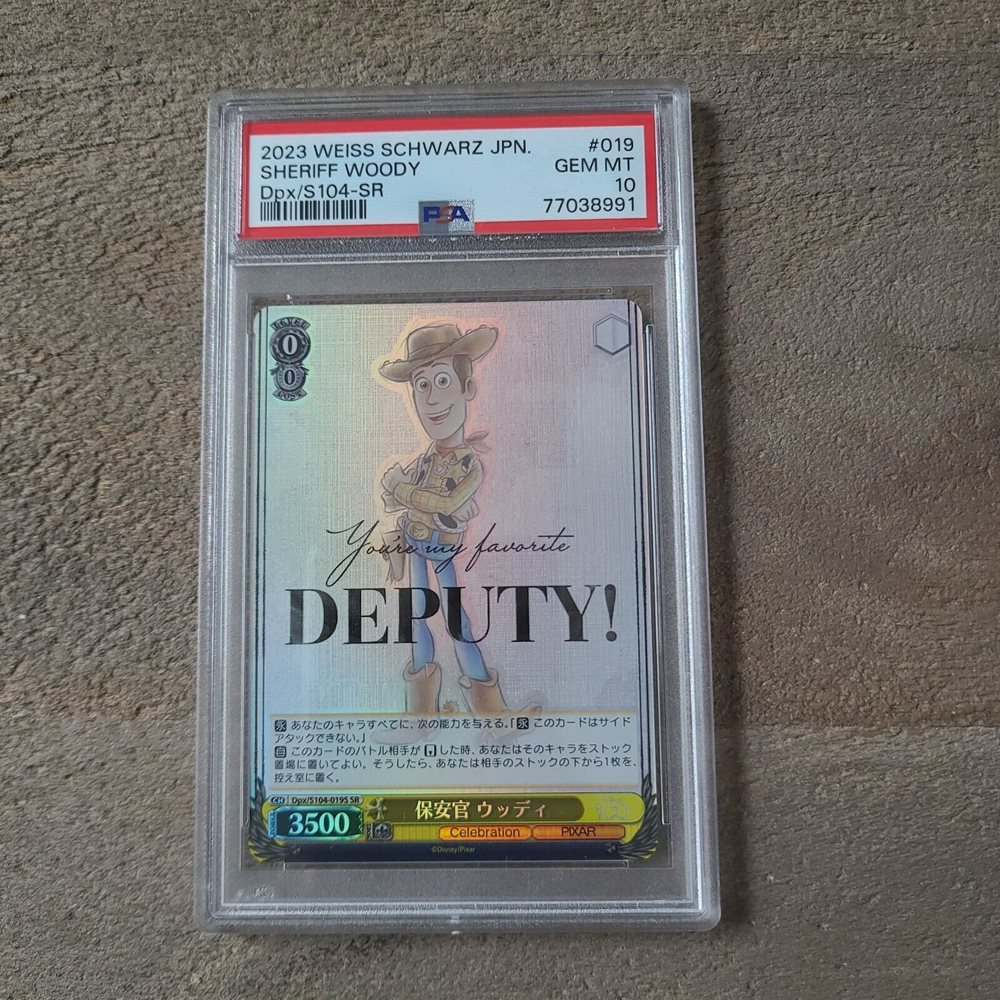 2023 WEISS SCHWARZ JPN.
#019
SHERIFF WOODY
GEM MT
Dpx/S104-SR
10
PSA
77038991
LEVEL
0
0
COST
You're my favorite
DEPUTY!
永 あなたのキャラすべてに、次の能力を与える。「永 このカードはサイド
アタックできない。」
自 このカードのバトル相手が した時、あなたはそのキャラをストック
置場に置いてよい。そうしたら、あなたは相手のストックの下から1枚を、
控え室に置く。
CH Dpx/S104-019S SR
保安官 ウッディ
POWER 3500
Celebration PIXAR
©Disney/Pixar